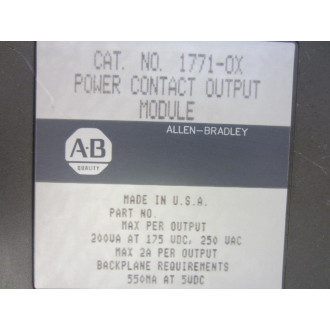 CAT. NO. 1771-OX
POWER CONTACT OUTPUT
MODULE
ALLEN-BRADLEY
A·B
QUALITY
MADE IN U.S.A.
PART NO.
MAX PER OUTPUT
200VA AT 175 VDC, 250 VAC
MAX 2A PER OUTPUT
BACKPLANE REQUIREMENTS
550MA AT 5VDC